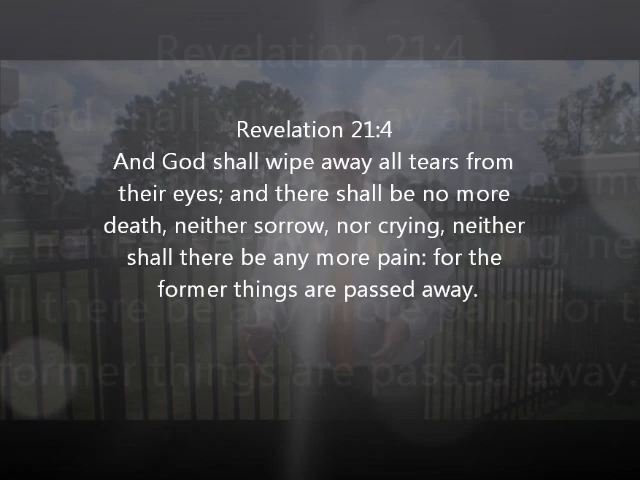 Revelation 21:4
And God shall wipe away all tears from
their eyes; and there shall be no more
death, neither sorrow, nor crying, neither
shall there be any more pain: for the
former things are passed away.